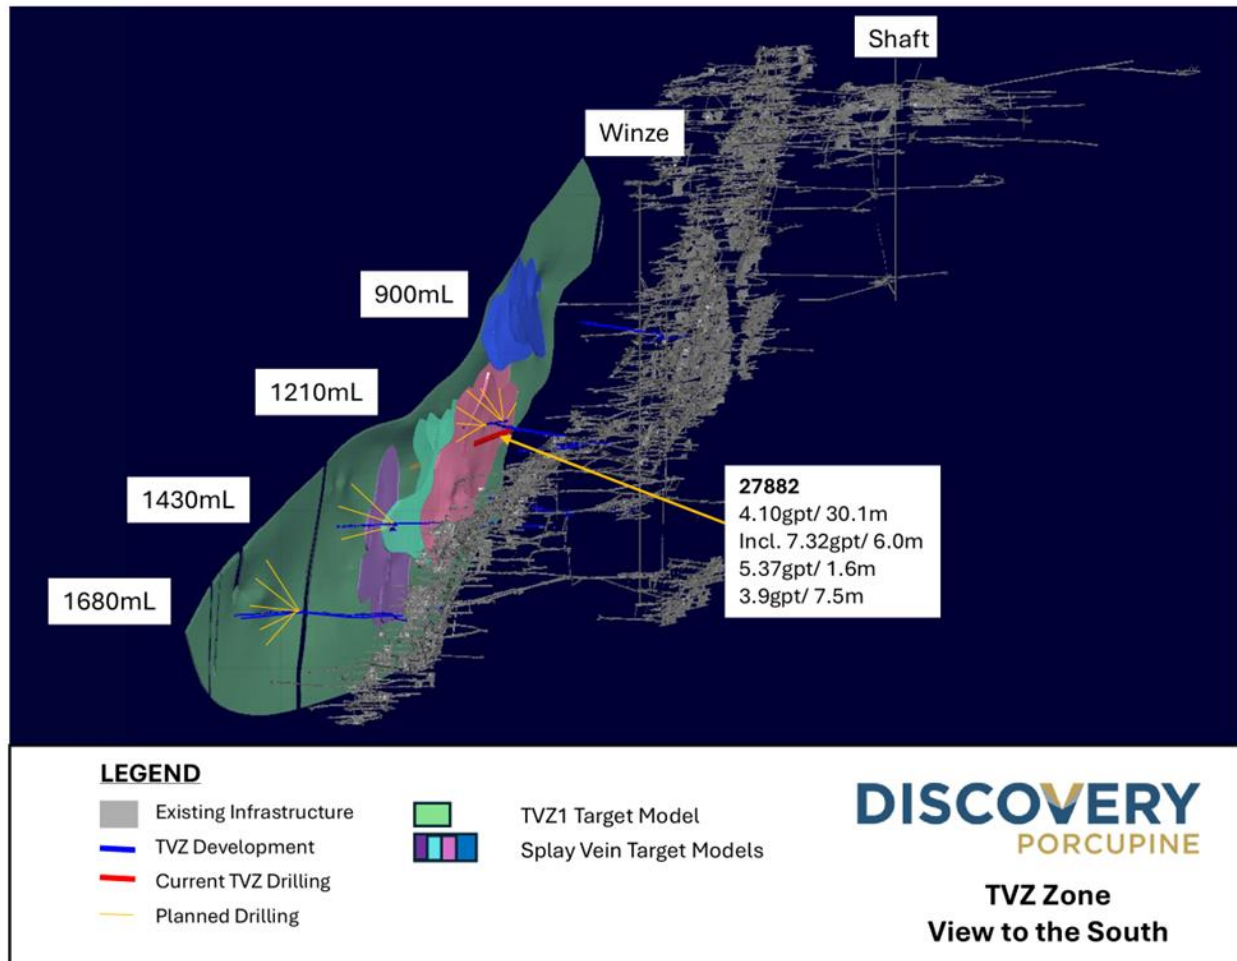 Shaft
Winze
900mL
1210mL
1430mL
1680mL
27882
4.10gpt/ 30.1m
Incl. 7.32gpt/ 6.0m
5.37gpt/ 1.6m
3.9gpt/ 7.5m
LEGEND
Existing Infrastructure
TVZ Development
Current TVZ Drilling
Planned Drilling
TVZ1 Target Model
Splay Vein Target Models
DISCOVERY
PORCUPINE
TVZ Zone
View to the South